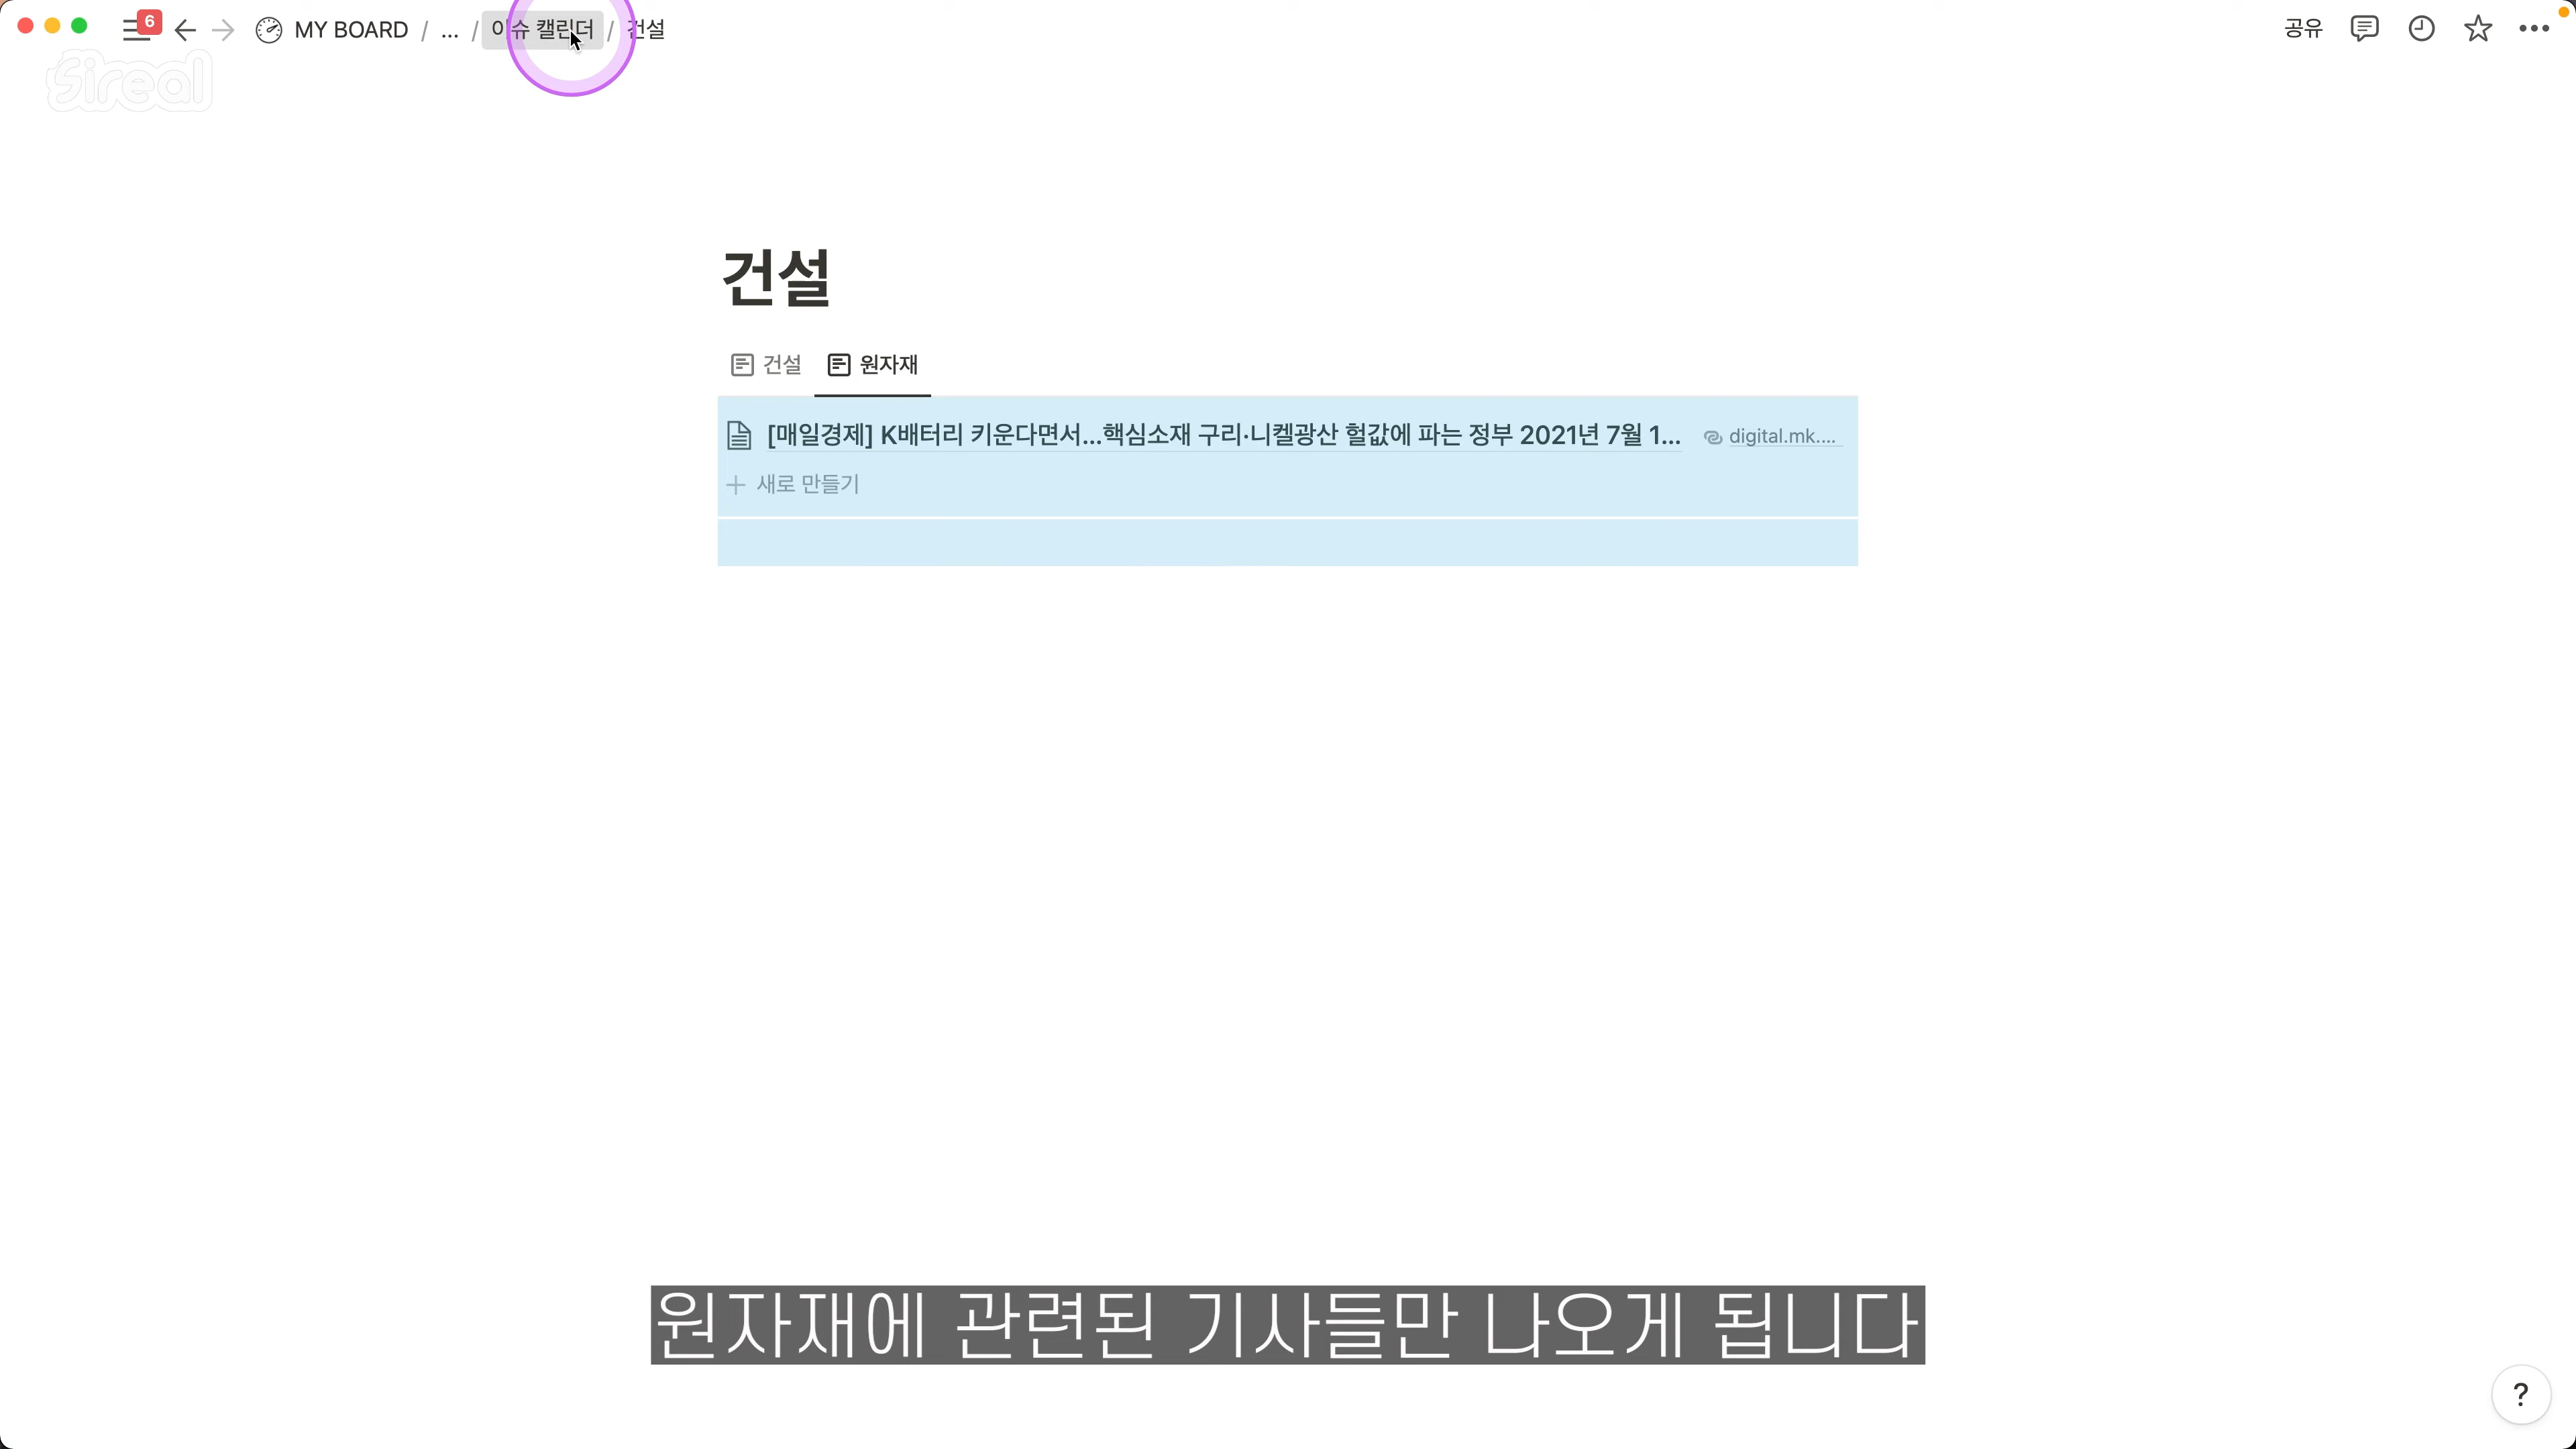 6
MY BOARD / ... / 이슈 캘린더 / 건설
공유
Sireal
건설
건설 원자재
[매일경제] K배터리 키운다면서...핵심소재 구리·니켈광산 헐값에 파는 정부 2021년 7월 1... digital.mk....
+ 새로 만들기
원자재에 관련된 기사들만 나오게 됩니다
?